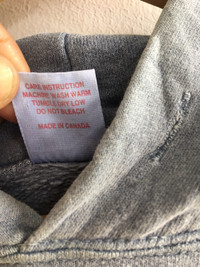 CARE INSTRUCTION
MACHINE WASH WARM
TUMBLE DRY LOW
DO NOT BLEACH
MADE IN CANADA